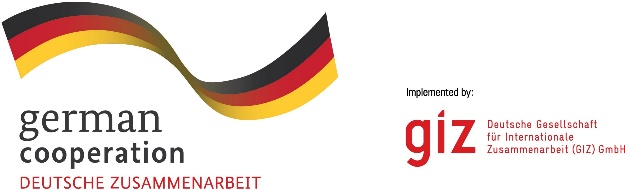 german
cooperation
DEUTSCHE ZUSAMMENARBEIT
Implemented by:
giz
Deutsche Gesellschaft
für Internationale
Zusammenarbeit (GIZ) GmbH